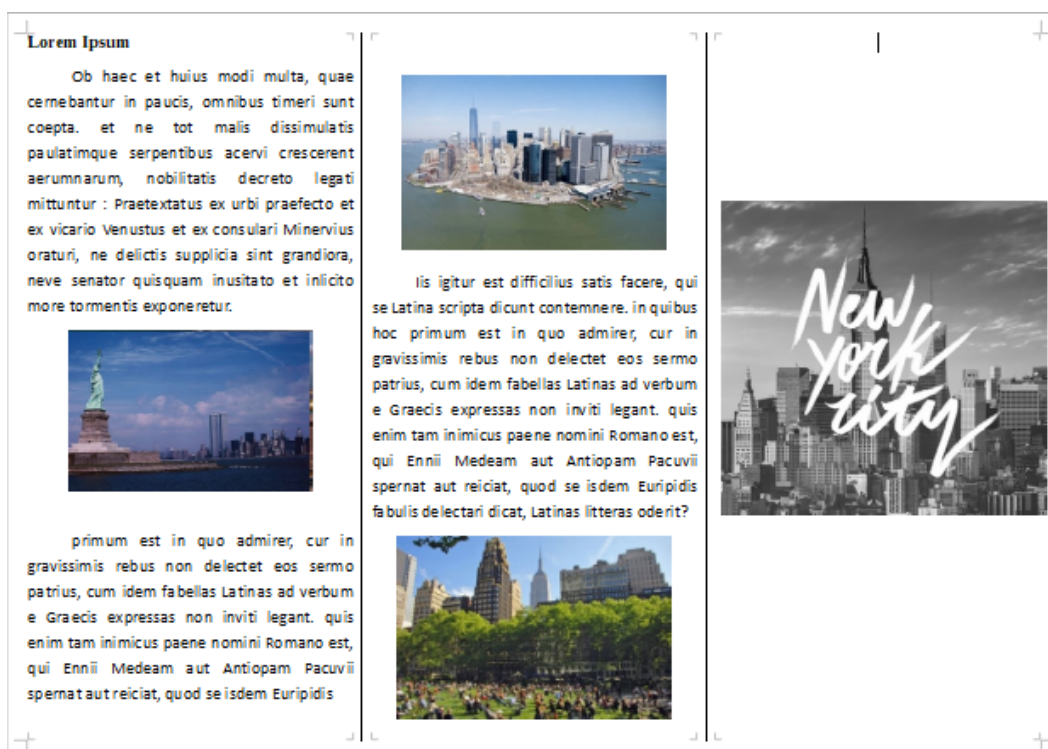 Lorem Ipsum
Ob haec et huius modi multa, quae
cernebantur in paucis, omnibus timeri sunt
coepta. et ne tot malis dissimulatis
paulatimque serpentibus acervi crescerent
aerumnarum, nobilitatis decreto legati
mittuntur : Praetextatus ex urbi praefecto et
ex vicario Venustus et ex consulari Minervius
oraturi, ne delictis supplicia sint grandiora,
neve senator quisquam inusitato et inlicito
more tormentis exponeretur.
primum est in quo admirer, cur in
gravissimis rebus non delectet eos sermo
patrius, cum idem fabellas Latinas ad verbum
e Graecis expressas non inviti legant. quis
enim tam inimicus paene nomini Romano est,
qui Ennii Medeam aut Antiopam Pacuvii
spernat aut reiciat, quod se isdem Euripidis
Iis igitur est difficilius satis facere, qui
se Latina scripta dicunt contemnere. in quibus
hoc primum est in quo admirer, cur in
gravissimis rebus non delectet eos sermo
patrius, cum idem fabellas Latinas ad verbum
e Graecis expressas non inviti legant. quis
enim tam inimicus paene nomini Romano est,
qui Ennii Medeam aut Antiopam Pacuvii
spernat aut reiciat, quod se isdem Euripidis
fabulis delectari dicat, Latinas litteras oderit?
New
york
city